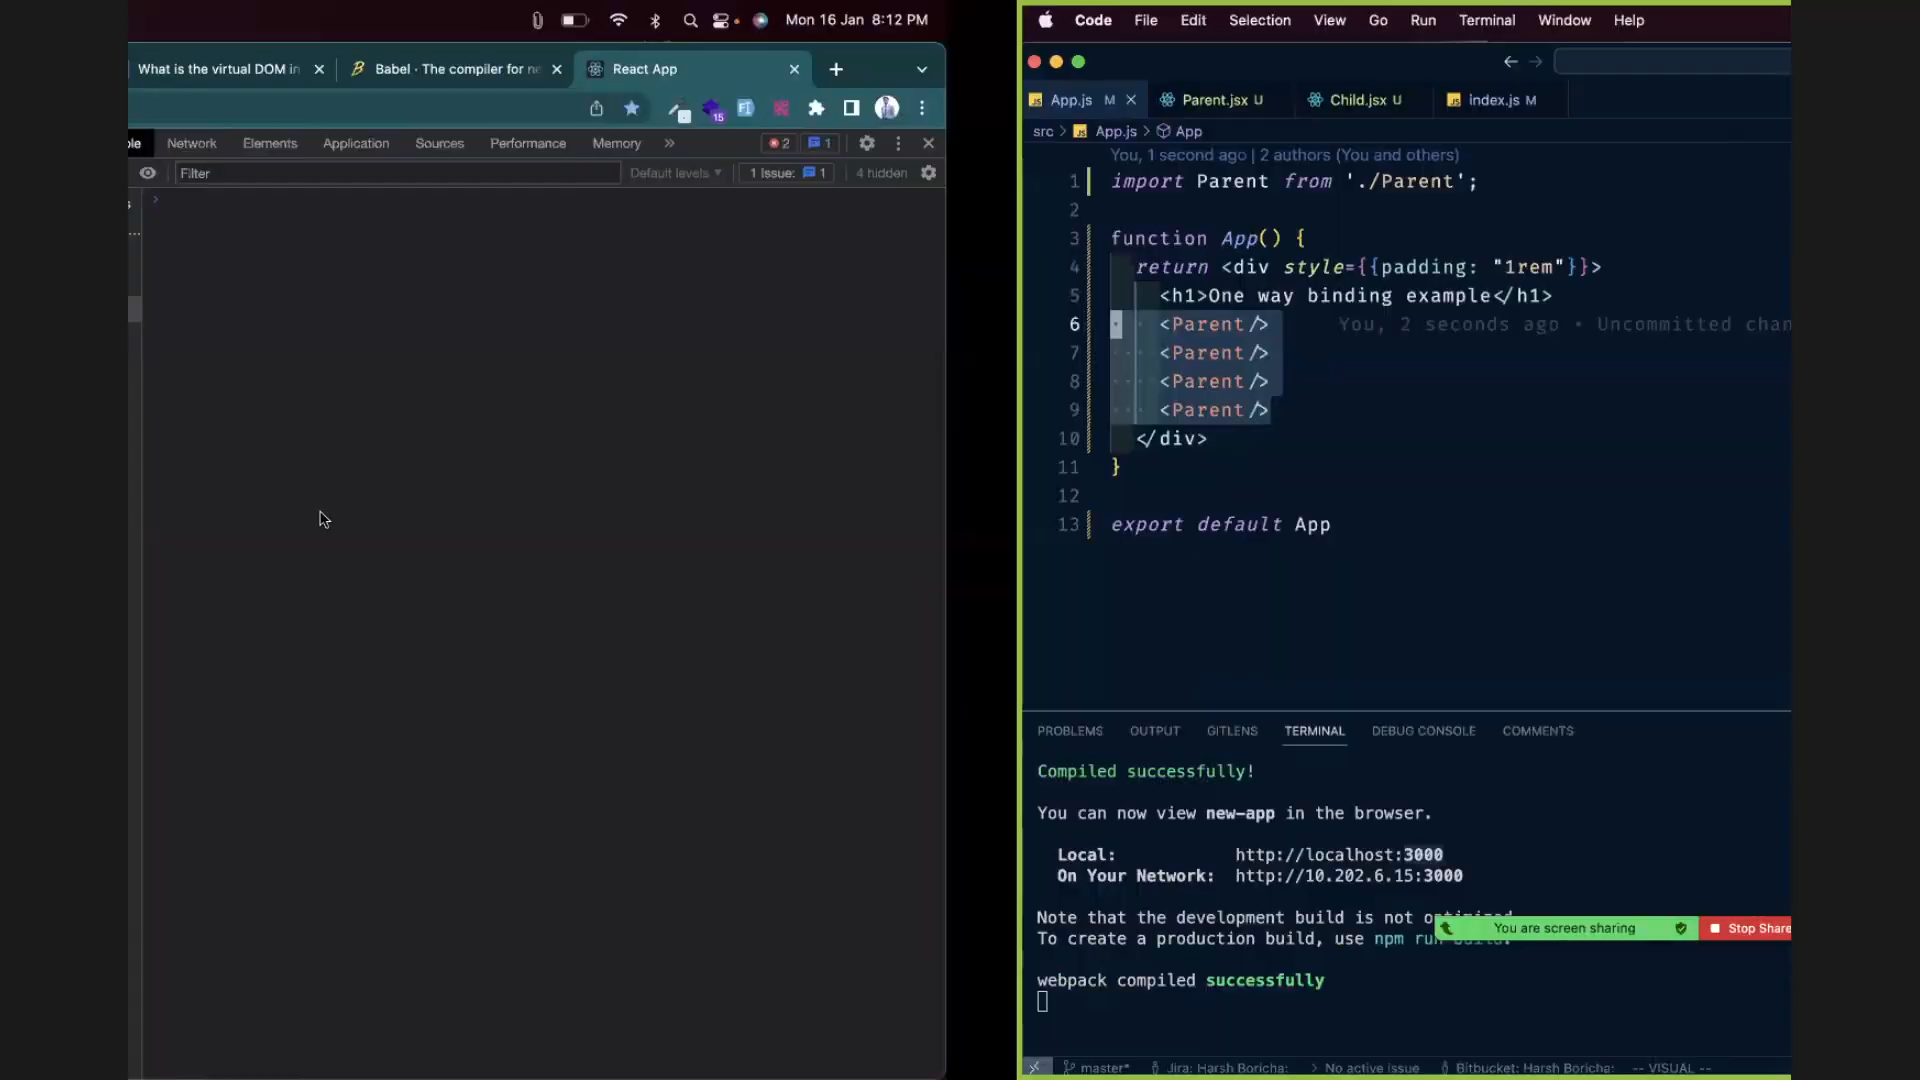 Mon 16 Jan 8:12 PM
What is the virtual DOM in
Babel · The compiler for ne
React App
15
Network Elements Application Sources Performance Memory
2 1
Filter
Default levels
1 Issue: 1
4 hidden
Code File Edit Selection View Go Run Terminal Window Help
App.js M
Parent.jsx U
Child.jsx U
index.js M
src > App.js > App
You, 1 second ago | 2 authors (You and others)
1 import Parent from './Parent';
2
3 function App() {
4 return <div style={{padding: "1rem"}}>
5 <h1>One way binding example</h1>
6 <Parent/> You, 2 seconds ago • Uncommitted chan
7 <Parent/>
8 <Parent/>
9 <Parent/>
10 </div>
11 }
12
13 export default App
PROBLEMS OUTPUT GITLENS TERMINAL DEBUG CONSOLE COMMENTS
Compiled successfully!
You can now view new-app in the browser.
Local: http://localhost:3000
On Your Network: http://10.202.6.15:3000
Note that the development build is not
To create a production build, use npm run build.
You are screen sharing
Stop Share
webpack compiled successfully
master* Jira: Harsh Boricha: No active issue Bitbucket: Harsh Boricha: -- VISUAL --